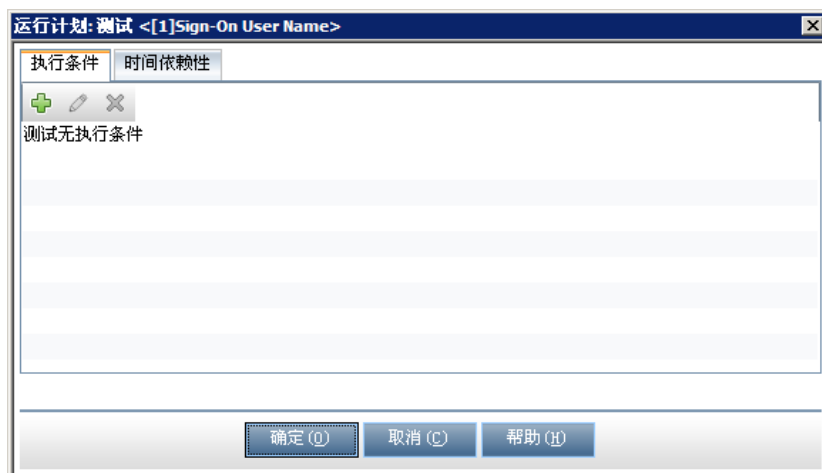 运行计划: 测试 <[1]Sign-On User Name>
执行条件 时间依赖性
测试无执行条件
确定(O) 取消(C) 帮助(H)